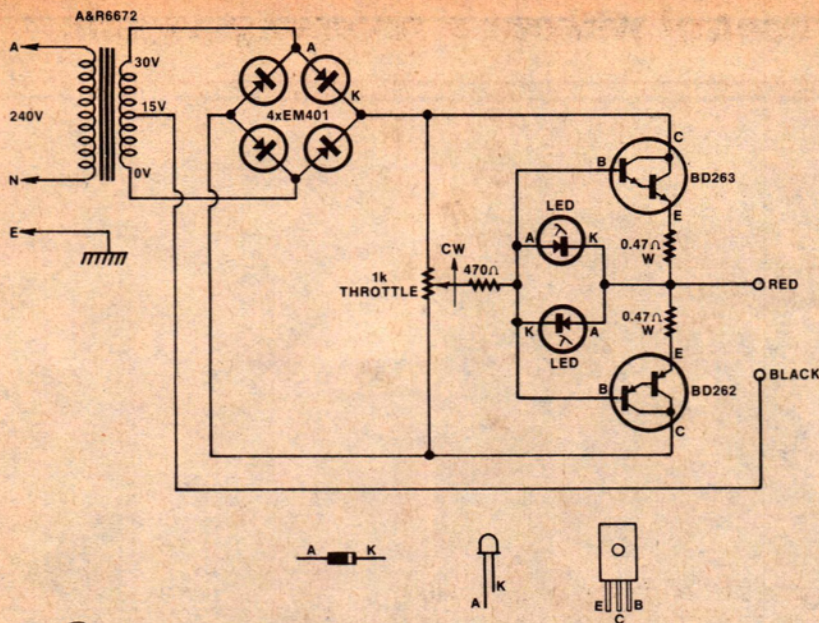 A&R6672
A
30V
A
240V
15V
4xEM401
K
N
0V
E
C
B
BD263
E
LED
A
K
0.47Ω
W
CW
1k
THROTTLE
470Ω
RED
0.47Ω
W
K
A
LED
E
BLACK
B
BD262
C
A
K
K
A
E
C
B